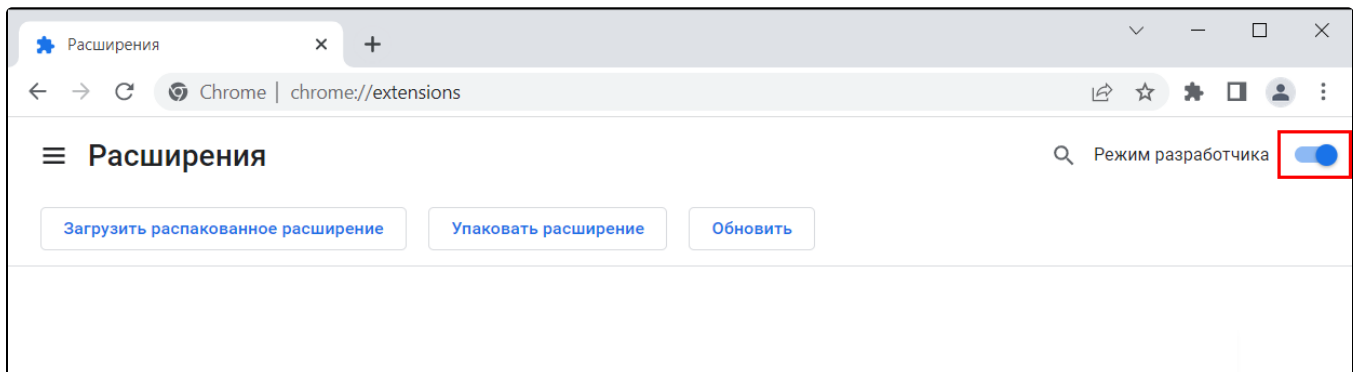 Расширения
Chrome | chrome://extensions
Расширения
Режим разработчика
Загрузить распакованное расширение
Упаковать расширение
Обновить